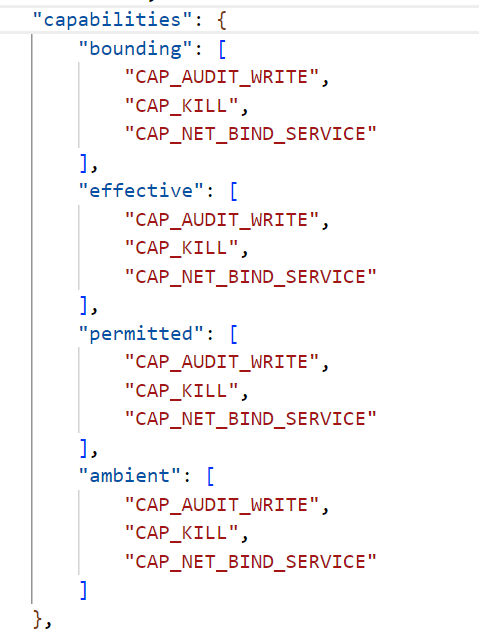 "capabilities": {
"bounding": [
"CAP_AUDIT_WRITE",
"CAP_KILL",
"CAP_NET_BIND_SERVICE"
],
"effective": [
"CAP_AUDIT_WRITE",
"CAP_KILL",
"CAP_NET_BIND_SERVICE"
],
"permitted": [
"CAP_AUDIT_WRITE",
"CAP_KILL",
"CAP_NET_BIND_SERVICE"
],
"ambient": [
"CAP_AUDIT_WRITE",
"CAP_KILL",
"CAP_NET_BIND_SERVICE"
]
},